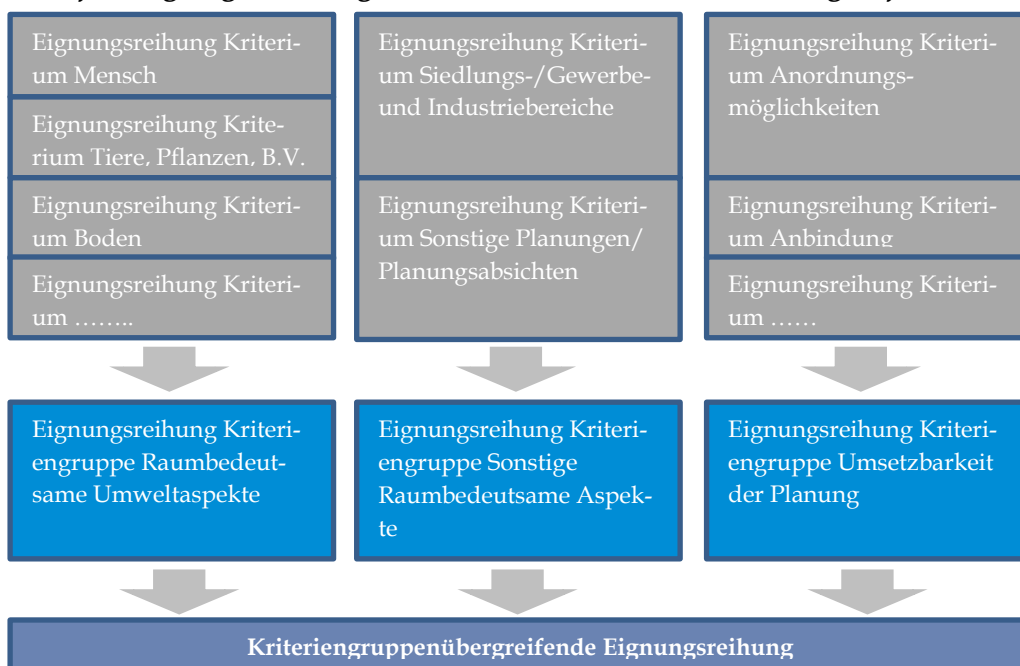 Eignungsreihung Kriteri-
um Mensch
Eignungsreihung Krite-
rium Tiere, Pflanzen, B.V.
Eignungsreihung Kriteri-
um Boden
Eignungsreihung Kriteri-
um ……..
Eignungsreihung Kriteri-
um Siedlungs-/Gewerbe-
und Industriebereiche
Eignungsreihung Kriteri-
um Sonstige Planungen/
Planungsabsichten
Eignungsreihung Kriteri-
um Anordnungs-
möglichkeiten
Eignungsreihung Kriteri-
um Anbindung
Eignungsreihung Kriteri-
um ……
Eignungsreihung Kriteri-
engruppe Raumbedeut-
same Umweltaspekte
Eignungsreihung Kriteri-
engruppe Sonstige
Raumbedeutsame Aspek-
te
Eignungsreihung Kriteri-
engruppe Umsetzbarkeit
der Planung
Kriteriengruppenübergreifende Eignungsreihung